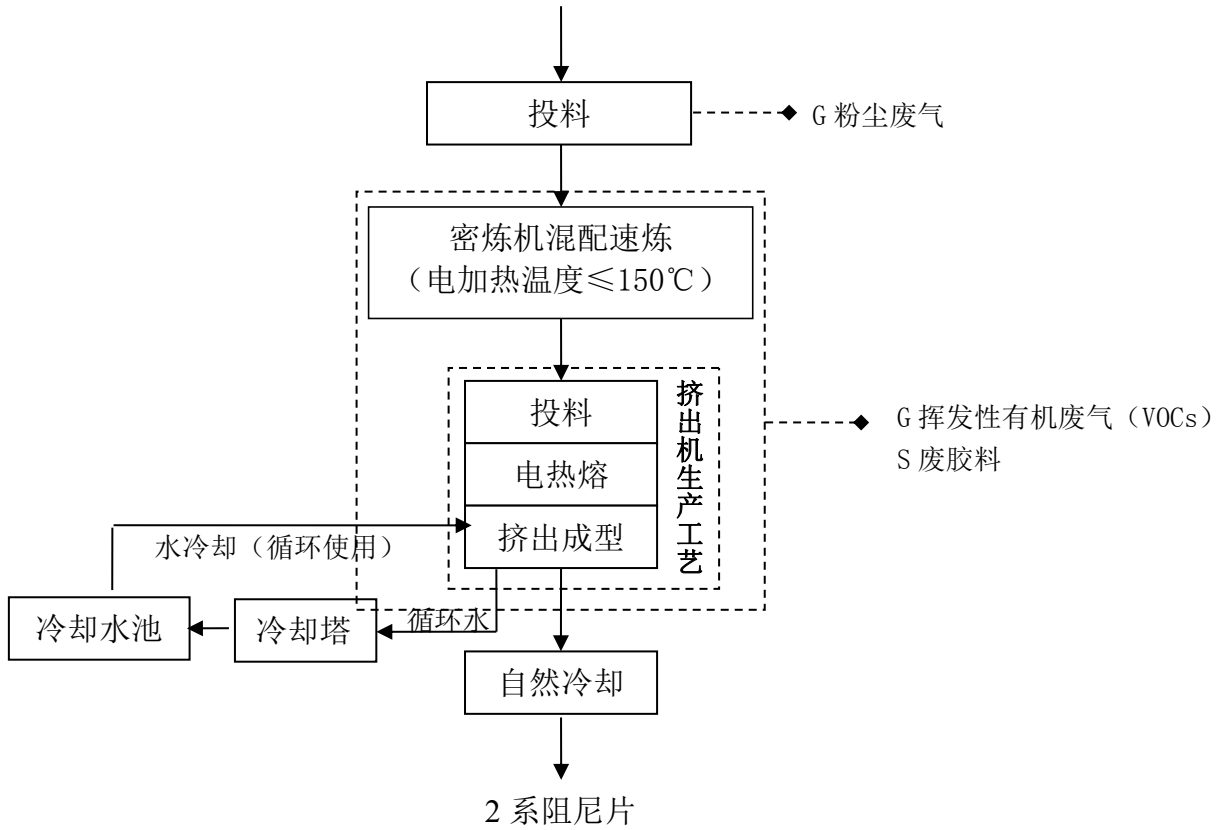 投料
G 粉尘废气
密炼机混配速炼
（电加热温度≤150℃）
投料
电热熔
挤出成型
挤出机生产工艺
G 挥发性有机废气（VOCs）
S 废胶料
水冷却（循环使用）
冷却水池
冷却塔
循环水
自然冷却
2 系阻尼片